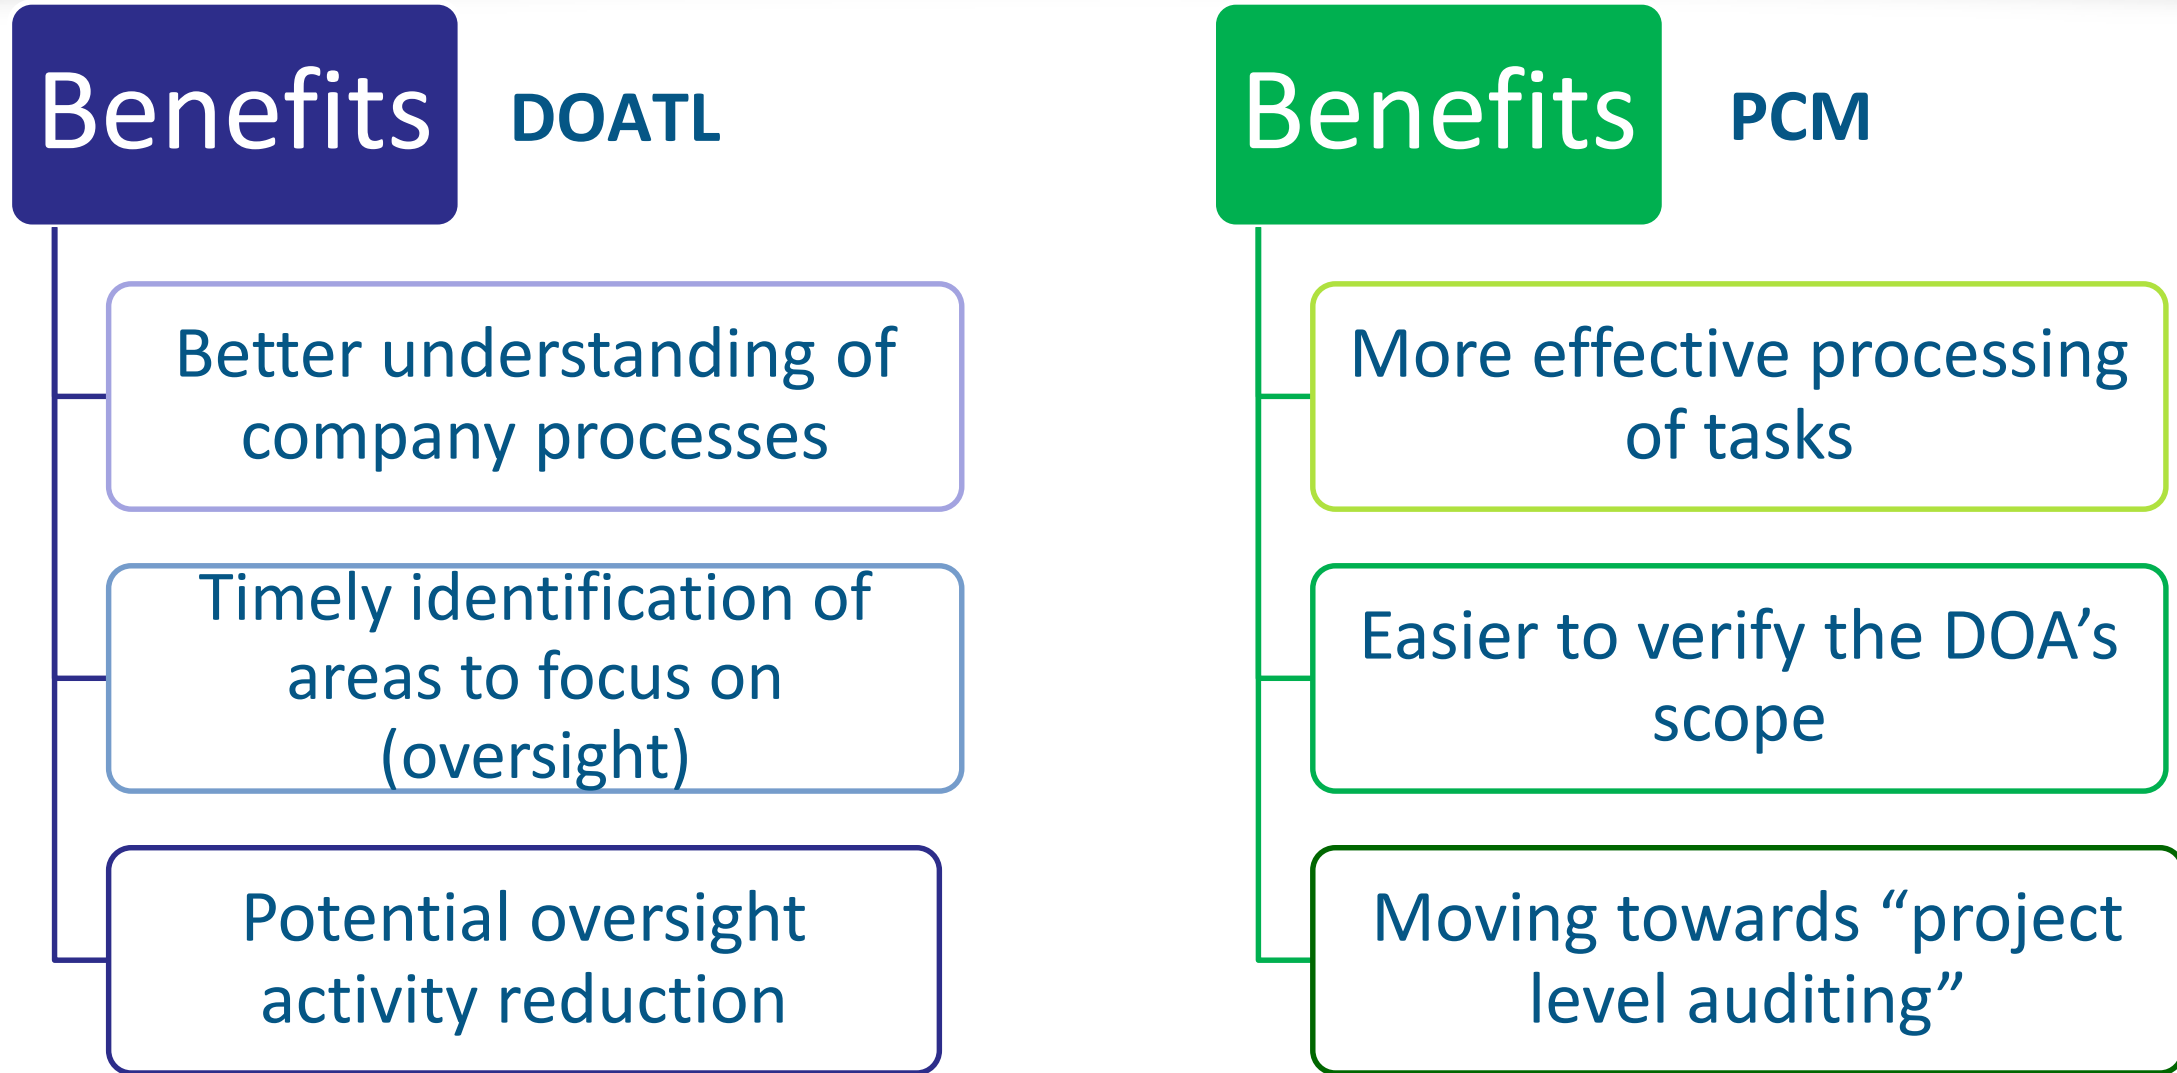 Benefits
DOATL
Better understanding of
company processes
Timely identification of
areas to focus on
(oversight)
Potential oversight
activity reduction
Benefits
PCM
More effective processing
of tasks
Easier to verify the DOA’s
scope
Moving towards “project
level auditing”